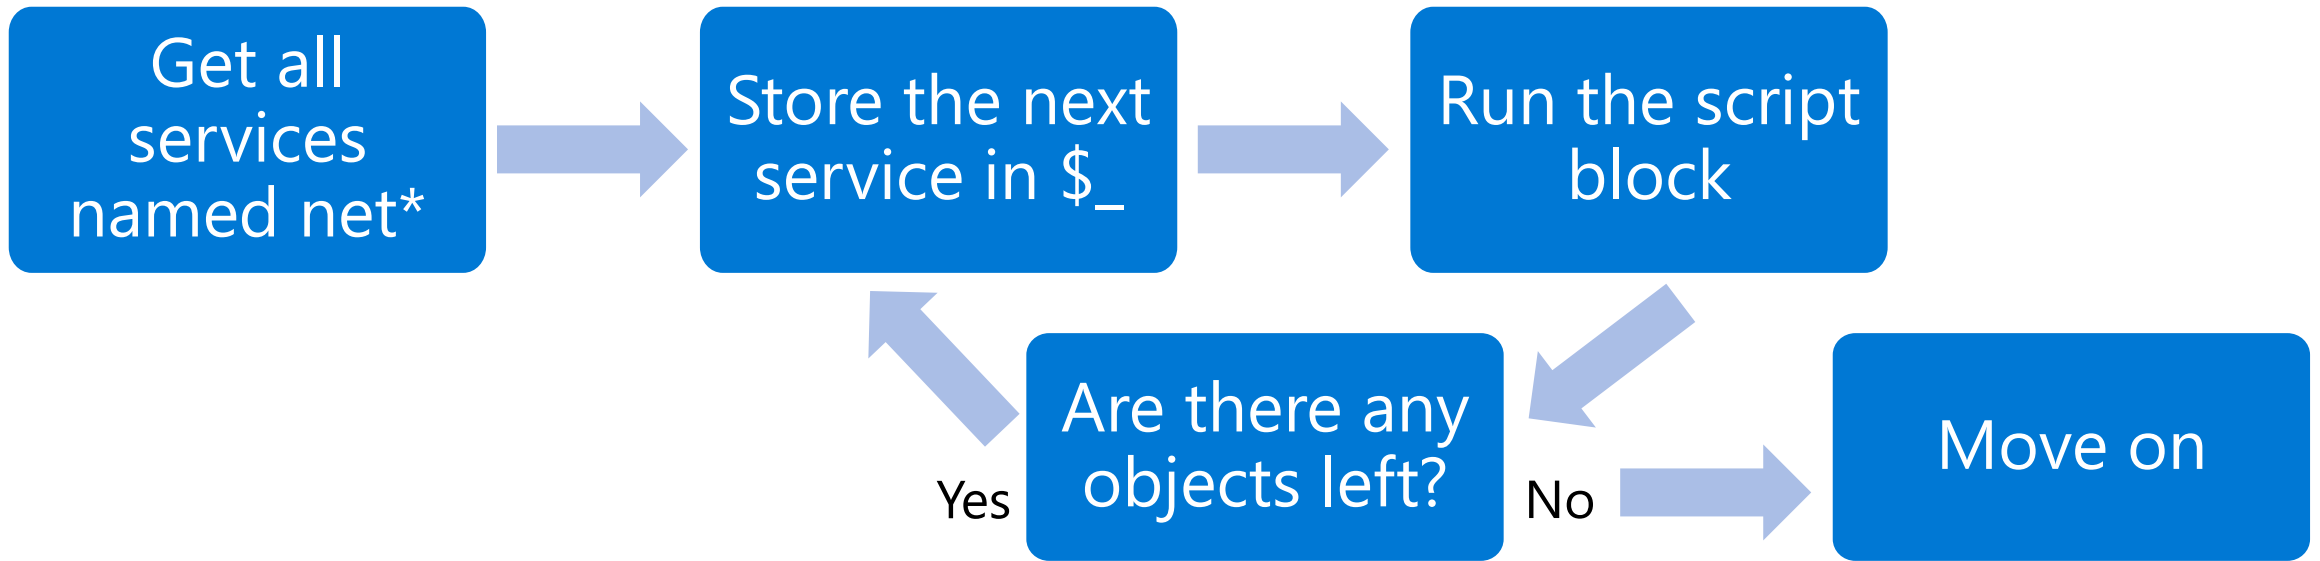 Get all
services
named net*
Store the next
service in $_
Run the script
block
Are there any
objects left?
Yes
No
Move on